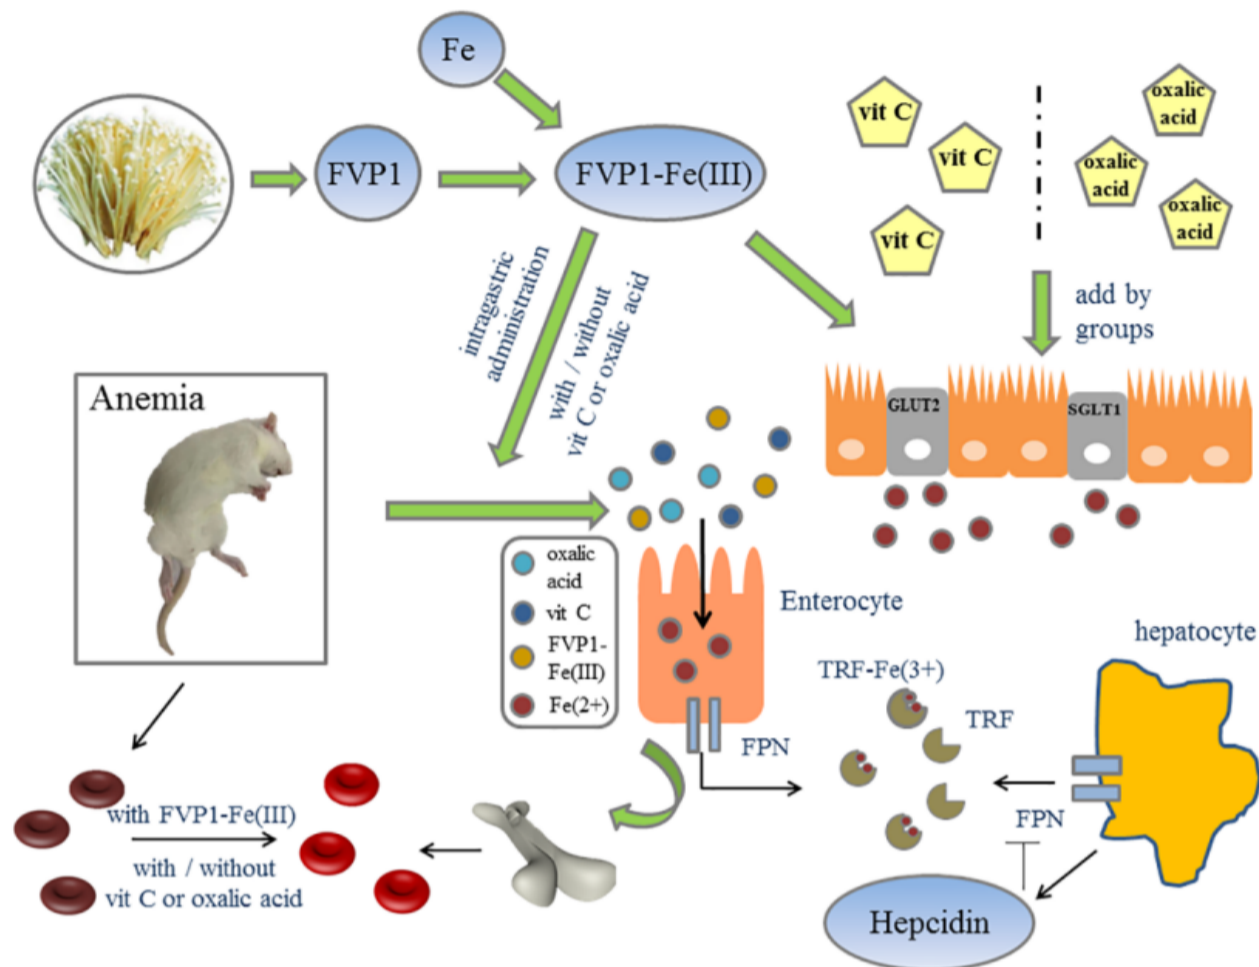 Fe
FVP1
FVP1-Fe(III)
vit C
vit C
vit C
oxalic
acid
oxalic
acid
oxalic
acid
add by
groups
intragastric
administration
with / without
vit C or oxalic acid
GLUT2
SGLT1
Anemia
oxalic
acid
vit C
FVP1-
Fe(III)
Fe(2+)
Enterocyte
FPN
hepatocyte
TRF-Fe(3+)
TRF
FPN
Hepcidin
with FVP1-Fe(III)
with / without
vit C or oxalic acid